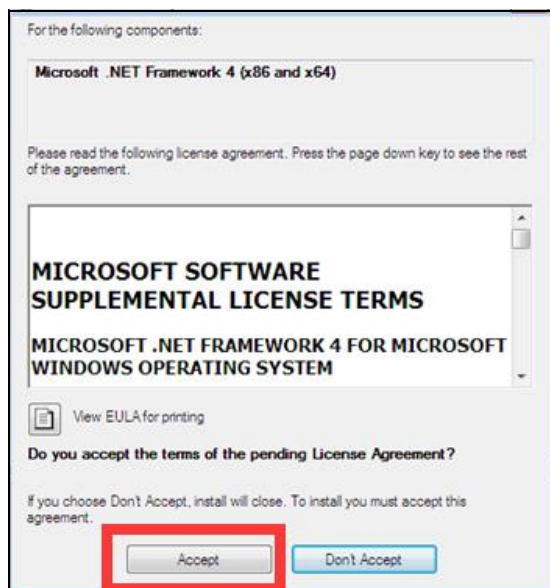 For the following components:
Microsoft .NET Framework 4 (x86 and x64)
Please read the following license agreement. Press the page down key to see the rest
of the agreement.
MICROSOFT SOFTWARE
SUPPLEMENTAL LICENSE TERMS
MICROSOFT .NET FRAMEWORK 4 FOR MICROSOFT
WINDOWS OPERATING SYSTEM
View EULA for printing
Do you accept the terms of the pending License Agreement?
If you choose Don't Accept, install will close. To install you must accept this
agreement.
Accept
Don't Accept